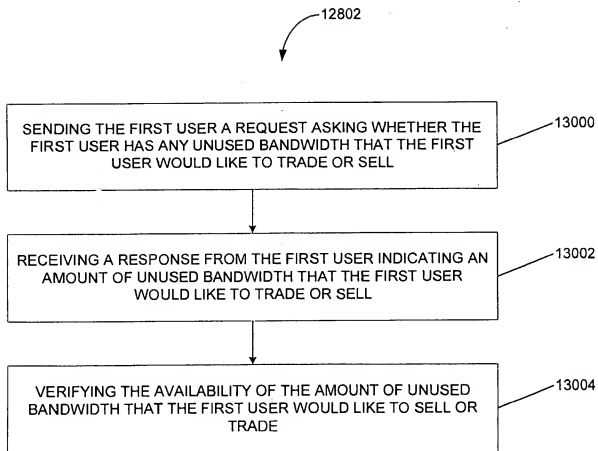 12802
SENDING THE FIRST USER A REQUEST ASKING WHETHER THE
FIRST USER HAS ANY UNUSED BANDWIDTH THAT THE FIRST
USER WOULD LIKE TO TRADE OR SELL
13000
RECEIVING A RESPONSE FROM THE FIRST USER INDICATING AN
AMOUNT OF UNUSED BANDWIDTH THAT THE FIRST USER
WOULD LIKE TO TRADE OR SELL
13002
VERIFYING THE AVAILABILITY OF THE AMOUNT OF UNUSED
BANDWIDTH THAT THE FIRST USER WOULD LIKE TO SELL OR
TRADE
13004